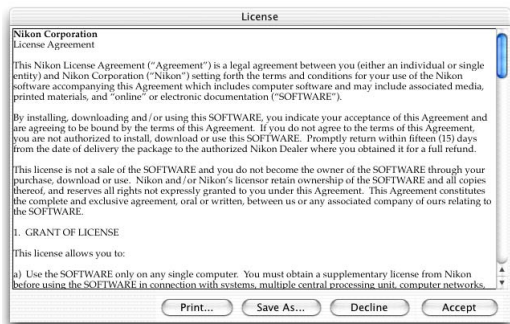 License
Nikon Corporation
License Agreement
This Nikon License Agreement (“Agreement”) is a legal agreement between you (either an individual or single
entity) and Nikon Corporation (“Nikon”) setting forth the terms and conditions for your use of the Nikon
software accompanying this Agreement which includes computer software and may include associated media,
printed materials, and “online” or electronic documentation (“SOFTWARE”).
By installing, downloading and/or using this SOFTWARE, you indicate your acceptance of this Agreement and
are agreeing to be bound by the terms of this Agreement. If you do not agree to the terms of this Agreement,
you are not authorized to install, download or use this SOFTWARE. Promptly return within fifteen (15) days
from the date of delivery the package to the authorized Nikon Dealer where you obtained it for a full refund.
This license is not a sale of the SOFTWARE and you do not become the owner of the SOFTWARE through your
purchase, download or use. Nikon and/or Nikon's licensor retain ownership of the SOFTWARE and all copies
thereof, and reserves all rights not expressly granted to you under this Agreement. This Agreement constitutes
the complete and exclusive agreement, oral or written, between us or any associated company of ours relating to
the SOFTWARE.
1. GRANT OF LICENSE
This license allows you to:
a) Use the SOFTWARE only on any single computer. You must obtain a supplementary license from Nikon
before using the SOFTWARE in connection with systems, multiple central processing unit, computer networks,
Print... Save As... Decline Accept